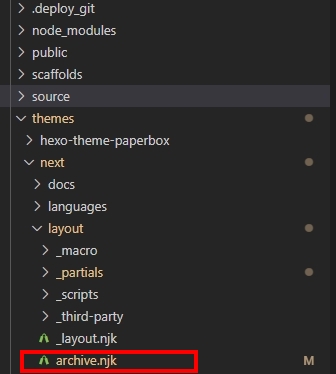 .deploy_git
node_modules
public
scaffolds
source
themes
hexo-theme-paperbox
next
docs
languages
layout
_macro
_partials
_scripts
_third-party
_layout.njk
archive.njk M